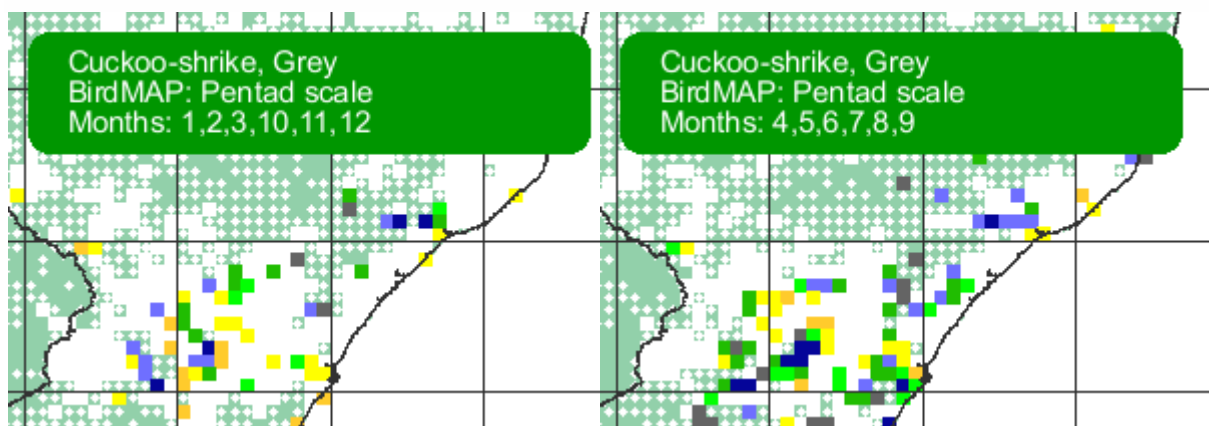 Cuckoo-shrike, Grey
BirdMAP: Pentad scale
Months: 1,2,3,10,11,12
Cuckoo-shrike, Grey
BirdMAP: Pentad scale
Months: 4,5,6,7,8,9